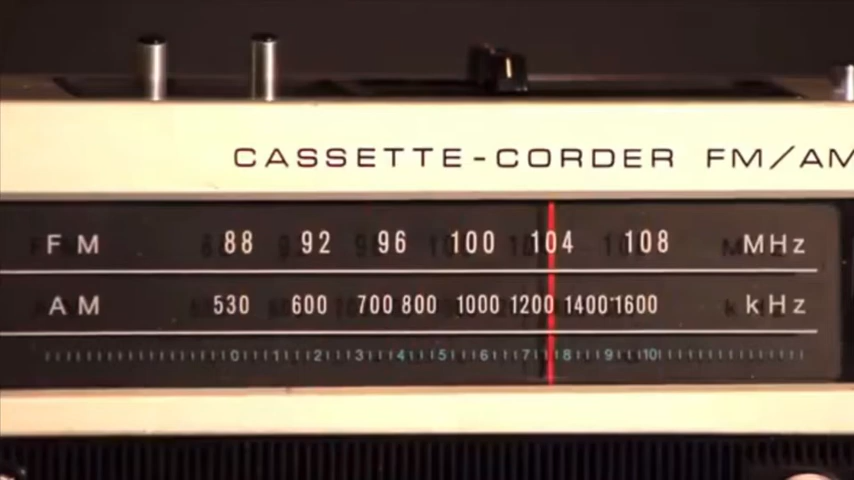 CASSETTE-CORDER FM/AM
FM 88 92 96 100 104 108 MHz
AM 530 600 700 800 1000 1200 1400 1600 kHz
0 1 2 3 4 5 6 7 8 9 10